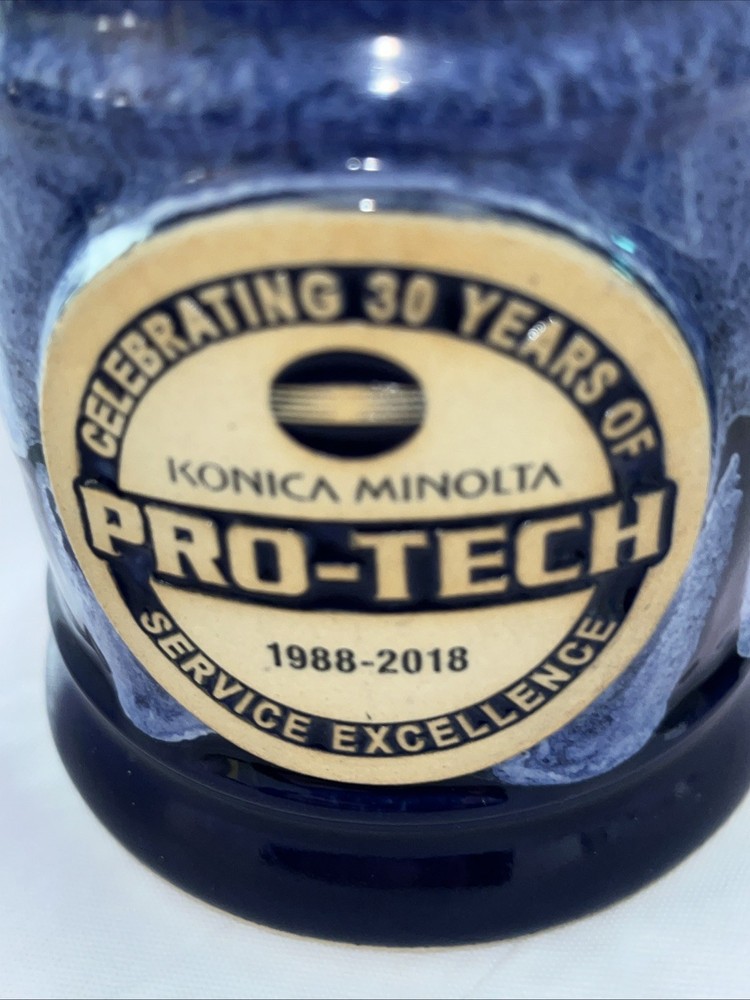 CELEBRATING 30 YEARS OF
KONICA MINOLTA
PRO-TECH
1988-2018
SERVICE EXCELLENCE